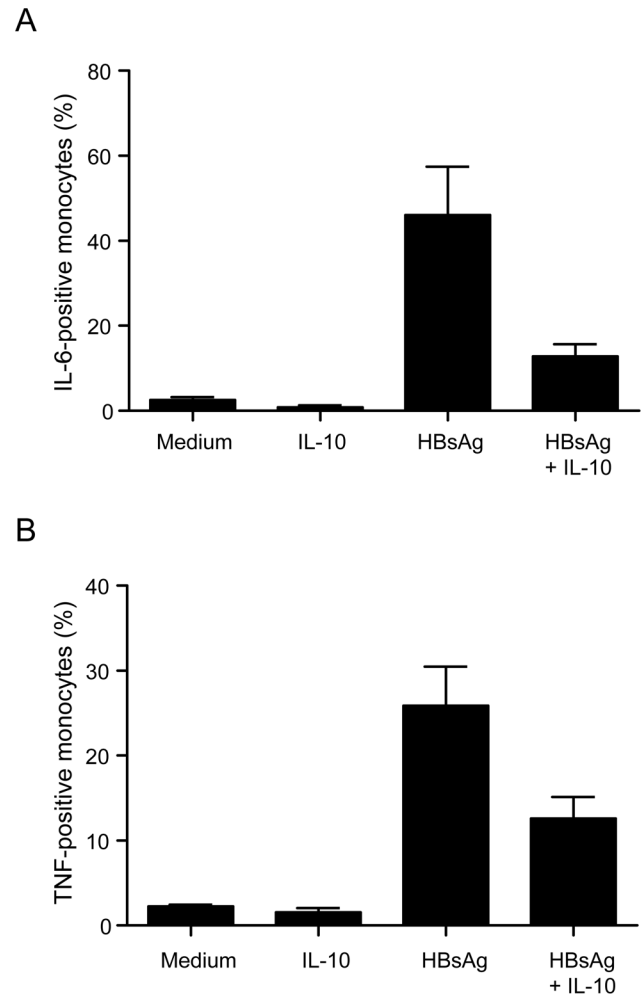 A
IL-6-positive monocytes (%)
80
60
40
20
0
Medium IL-10 HBsAg HBsAg
+ IL-10
B
TNF-positive monocytes (%)
40
30
20
10
0
Medium IL-10 HBsAg HBsAg
+ IL-10